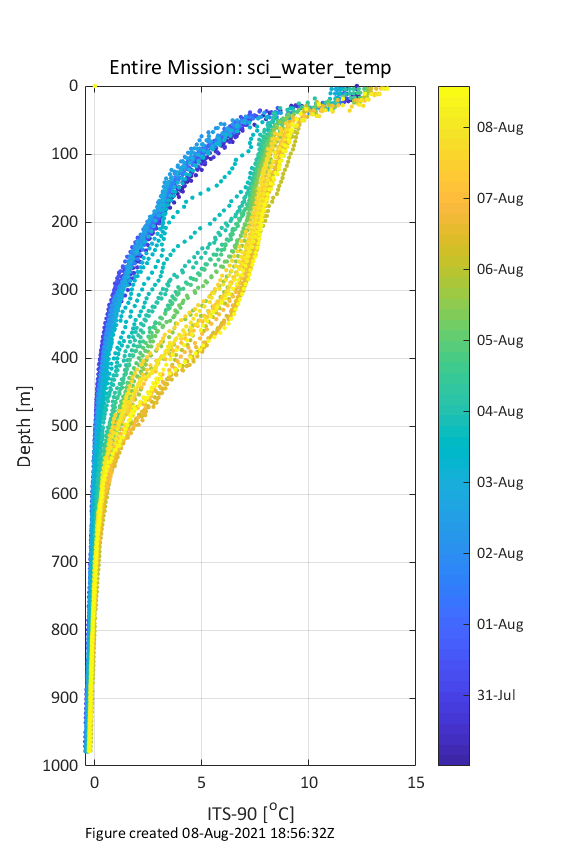 Entire Mission: sci_water_temp
0
100
200
300
400
500
600
700
800
900
1000
Depth [m]
0 5 10 15
ITS-90 [°C]
08-Aug
07-Aug
06-Aug
05-Aug
04-Aug
03-Aug
02-Aug
01-Aug
31-Jul
Figure created 08-Aug-2021 18:56:32Z